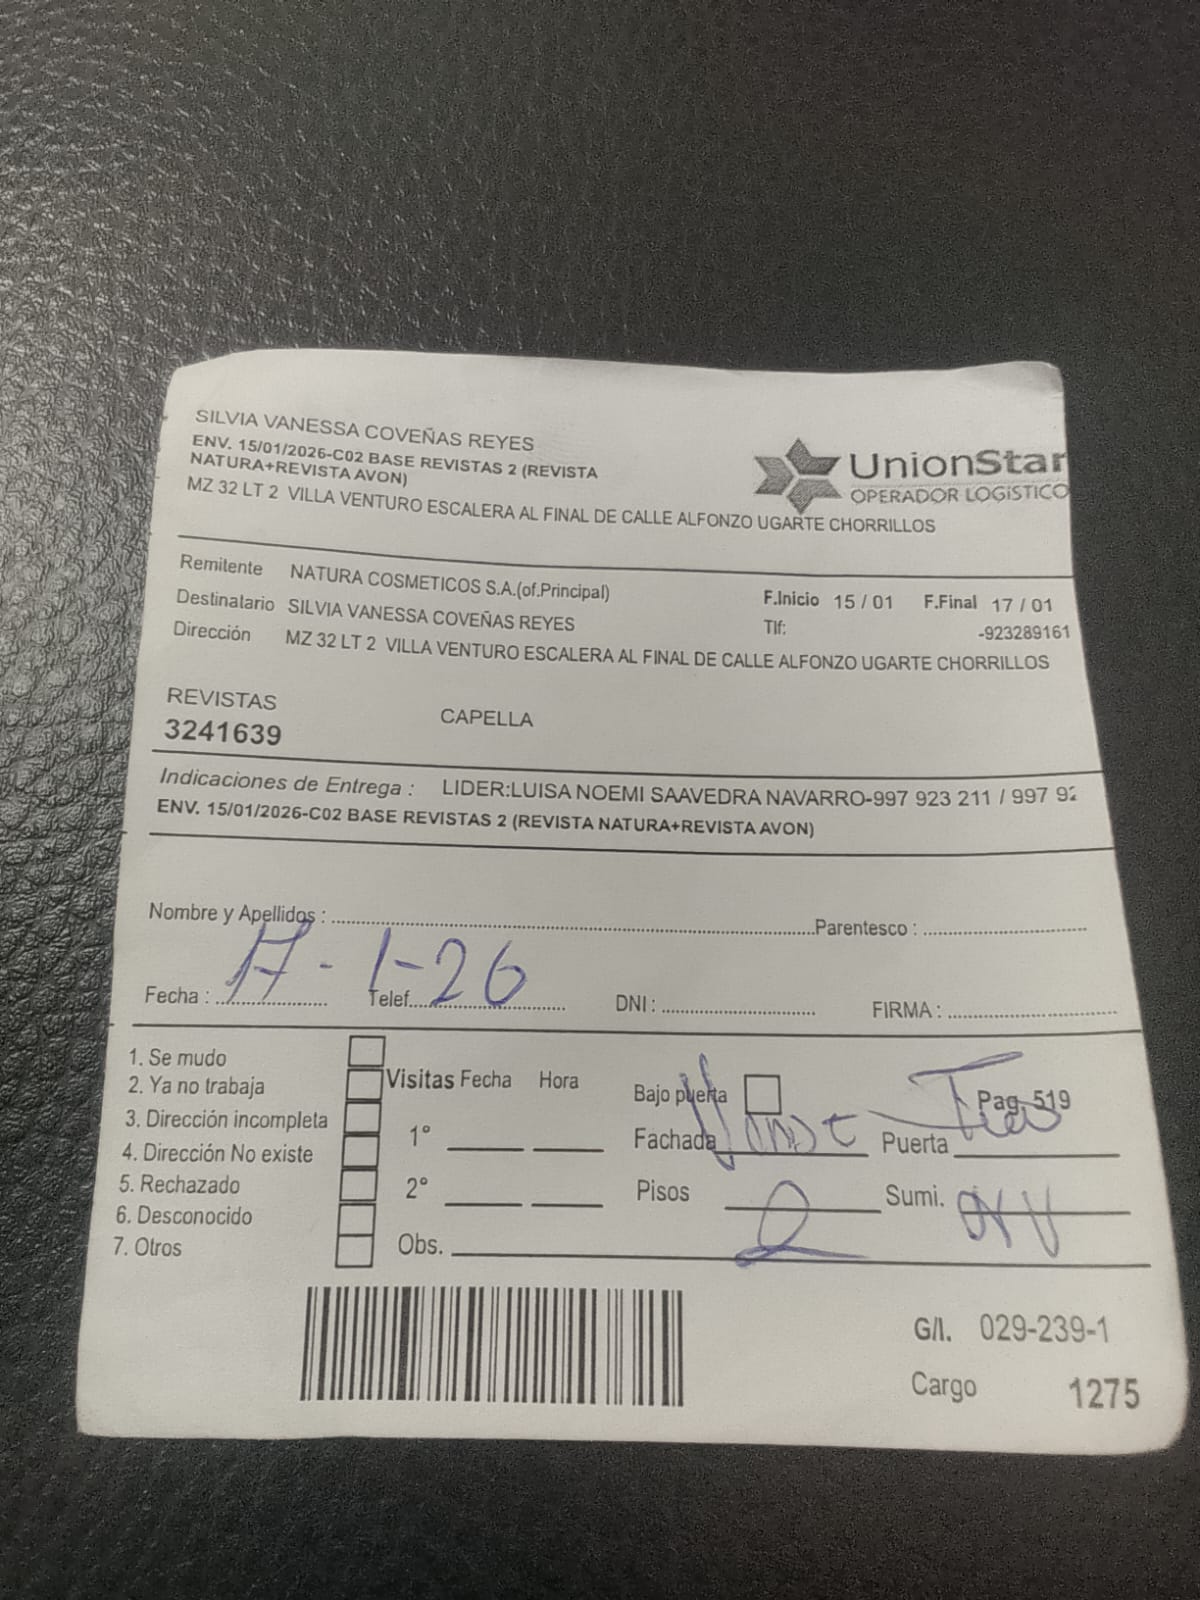 SILVIA VANESSA COVEÑAS REYES
ENV. 15/01/2026-C02 BASE REVISTAS 2 (REVISTA
NATURA+REVISTA AVON)
MZ 32 LT 2 VILLA VENTURO ESCALERA AL FINAL DE CALLE ALFONZO UGARTE CHORRILLOS
UnionStar
OPERADOR LOGíSTICO
Remitente NATURA COSMETICOS S.A.(of.Principal)
F.Inicio 15 / 01 F.Final 17 / 01
Destinatario SILVIA VANESSA COVEÑAS REYES
Tlf: -923289161
Dirección MZ 32 LT 2 VILLA VENTURO ESCALERA AL FINAL DE CALLE ALFONZO UGARTE CHORRILLOS
REVISTAS CAPELLA
3241639
Indicaciones de Entrega : LIDER:LUISA NOEMI SAAVEDRA NAVARRO-997 923 211 / 997 92
ENV. 15/01/2026-C02 BASE REVISTAS 2 (REVISTA NATURA+REVISTA AVON)
Nombre y Apellidos : Parentesco :
17-1-26
Fecha : Telef. DNI : FIRMA :
1. Se mudo
2. Ya no trabaja
3. Dirección incompleta
4. Dirección No existe
5. Rechazado
6. Desconocido
7. Otros
Visitas Fecha Hora
1°
2°
Obs.
Bajo puerta
Pag. 519
Fachada Puerta
Pisos 2 Sumi.
G/I. 029-239-1
Cargo 1275